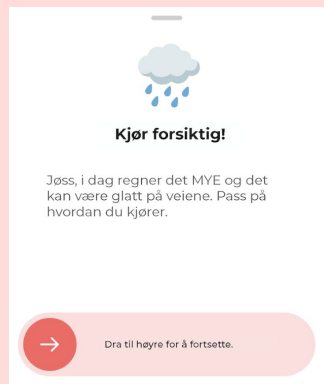 Kjør forsiktig!
Jøss, i dag regner det MYE og det
kan være glatt på veiene. Pass på
hvordan du kjører.
Dra til høyre for å fortsette.